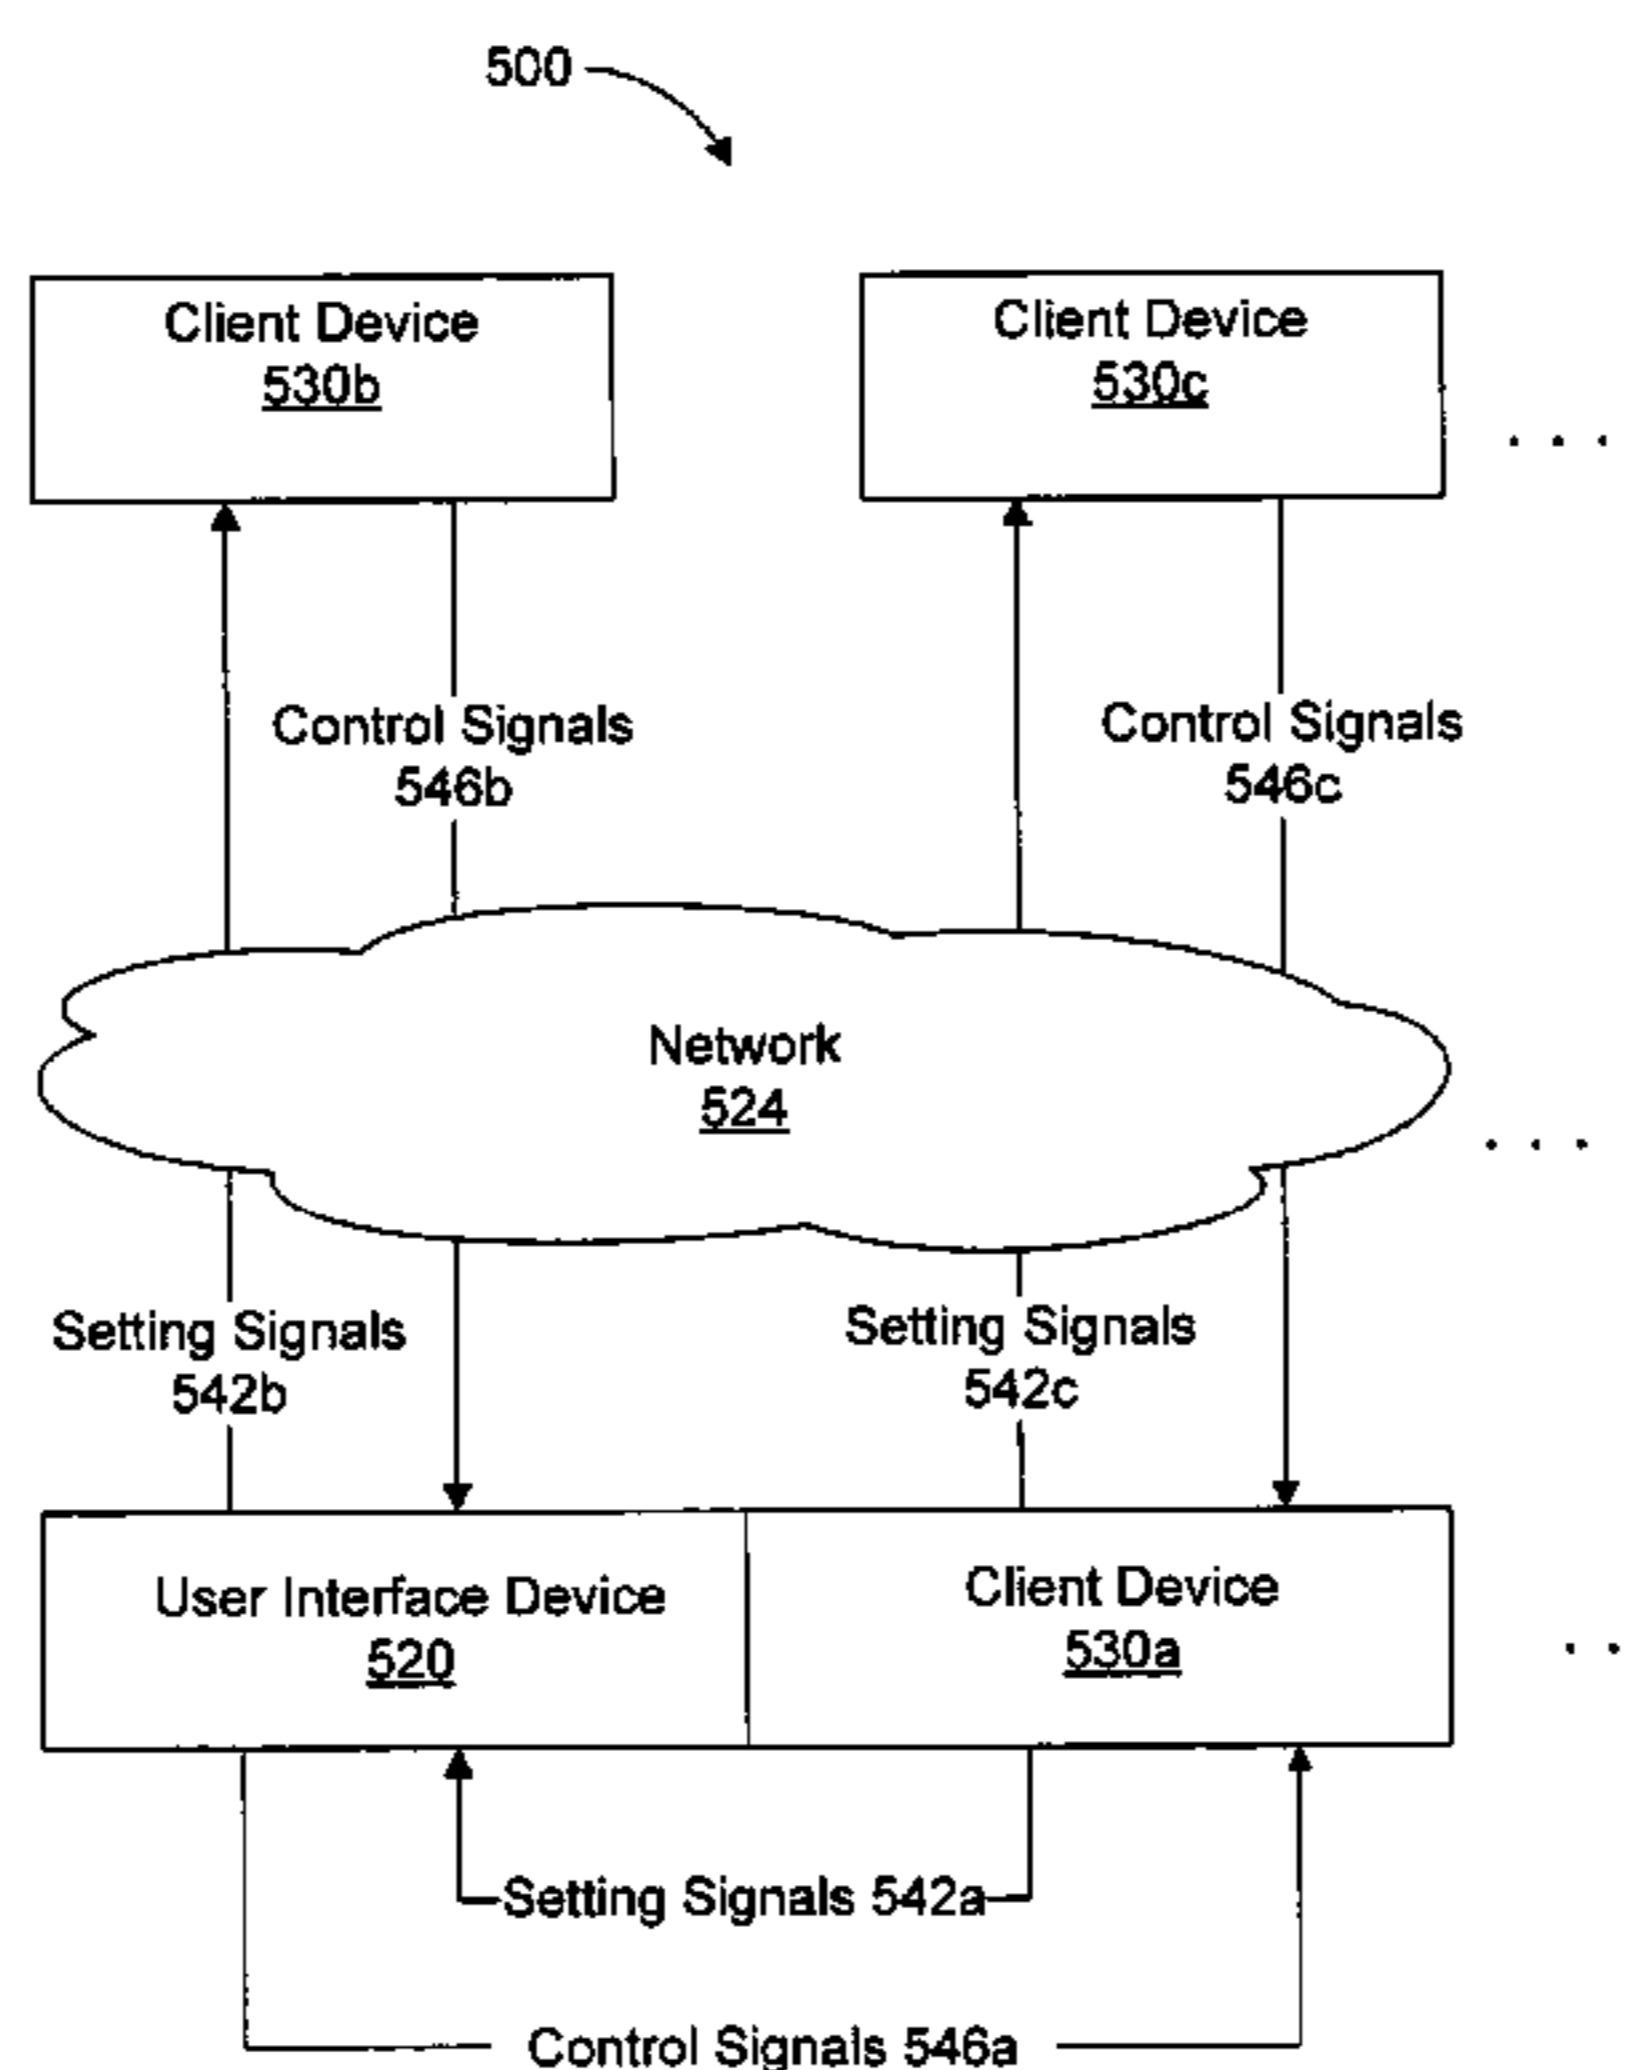 500
Client Device
530b
Client Device
530c
. . .
Control Signals
546b
Control Signals
546c
Network
524
. . .
Setting Signals
542b
Setting Signals
542c
User Interface Device
520
Client Device
530a
. .
Setting Signals 542a
Control Signals 546a